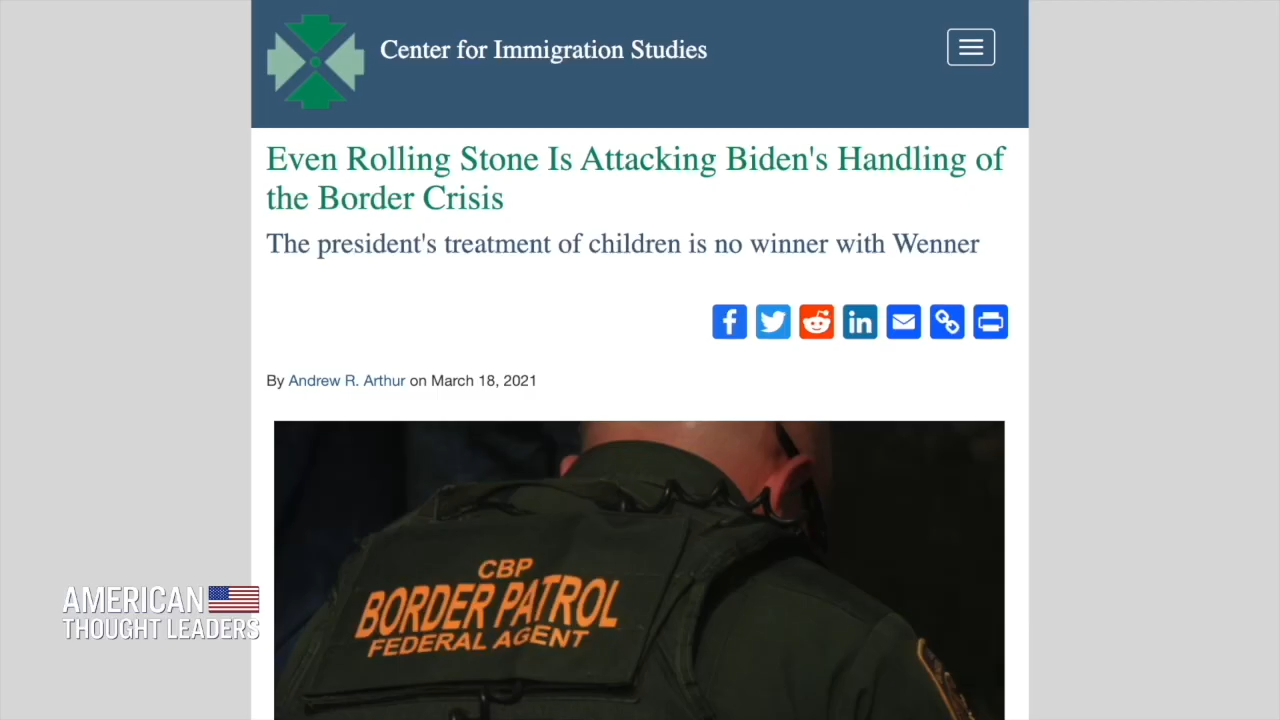 Center for Immigration Studies
Even Rolling Stone Is Attacking Biden's Handling of
the Border Crisis
The president's treatment of children is no winner with Wenner
By Andrew R. Arthur on March 18, 2021
CBP
BORDER PATROL
FEDERAL AGENT
AMERICAN
THOUGHT LEADERS